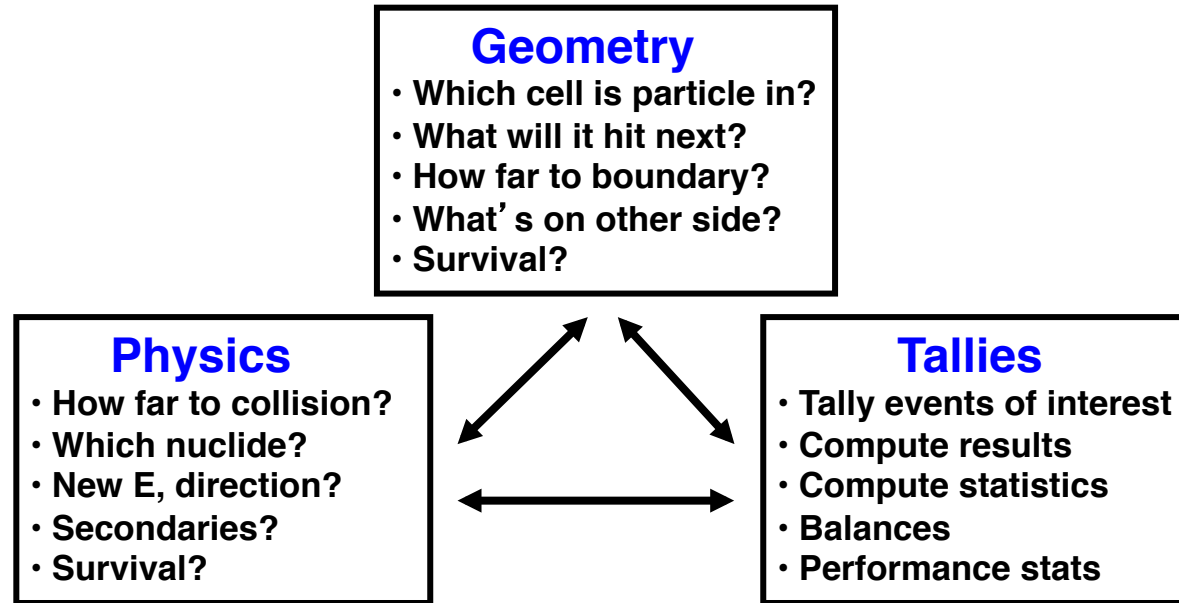 Geometry
· Which cell is particle in?
· What will it hit next?
· How far to boundary?
· What’s on other side?
· Survival?
Physics
· How far to collision?
· Which nuclide?
· New E, direction?
· Secondaries?
· Survival?
Tallies
· Tally events of interest
· Compute results
· Compute statistics
· Balances
· Performance stats